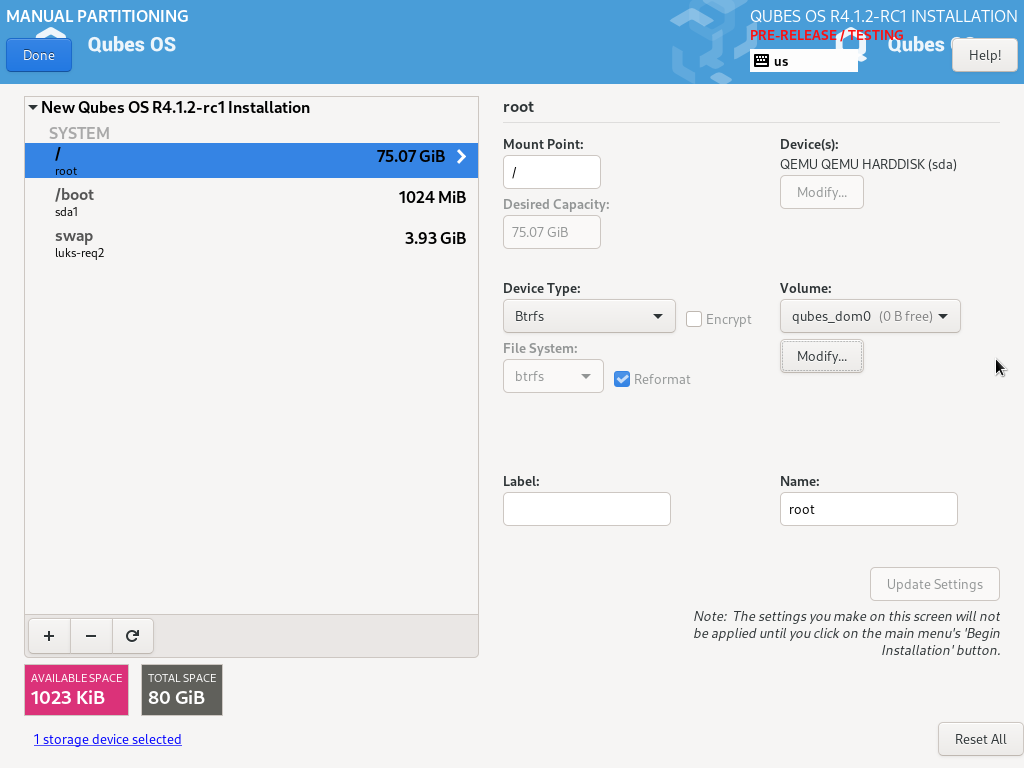 MANUAL PARTITIONING
Qubes OS
Done
QUBES OS R4.1.2-RC1 INSTALLATION
PRE-RELEASE / TESTING
us
Help!
New Qubes OS R4.1.2-rc1 Installation
SYSTEM
/
75.07 GiB
root
/boot
1024 MiB
sda1
swap
3.93 GiB
luks-req2
+
−
AVAILABLE SPACE
1023 KiB
TOTAL SPACE
80 GiB
1 storage device selected
root
Mount Point:
/
Desired Capacity:
75.07 GiB
Device(s):
QEMU QEMU HARDDISK (sda)
Modify...
Device Type:
Btrfs
Encrypt
File System:
btrfs
Reformat
Volume:
qubes_dom0 (0 B free)
Modify...
Label:
Name:
root
Update Settings
Note: The settings you make on this screen will not
be applied until you click on the main menu's 'Begin
Installation' button.
Reset All